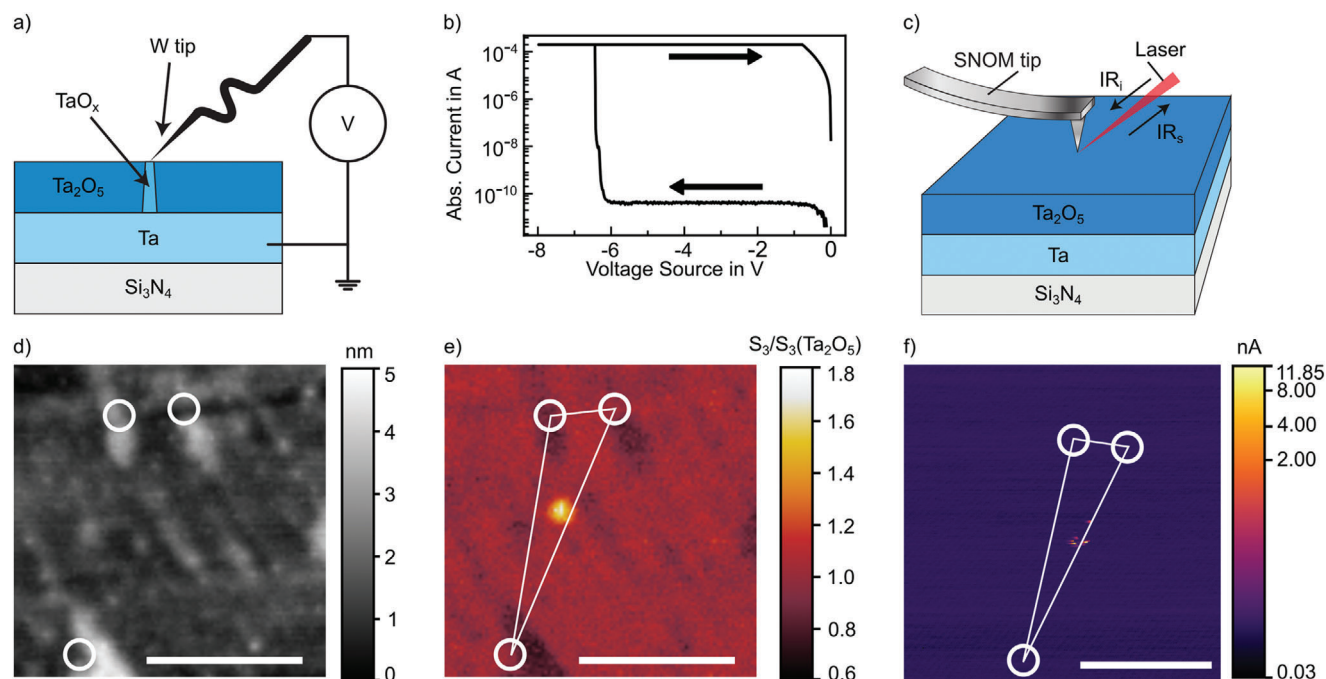 a)
W tip
TaOₓ
V
Ta₂O₅
Ta
Si₃N₄
b)
Abs. Current in A
10⁻⁴
10⁻⁶
10⁻⁸
10⁻¹⁰
-8 -6 -4 -2 0
Voltage Source in V
c)
Laser
SNOM tip
IRᵢ
IRₛ
Ta₂O₅
Ta
Si₃N₄
d)
nm
5
4
3
2
1
0
e)
S₃/S₃(Ta₂O₅)
1.8
1.6
1.4
1.2
1.0
0.8
0.6
f)
nA
11.85
8.00
4.00
2.00
0.03